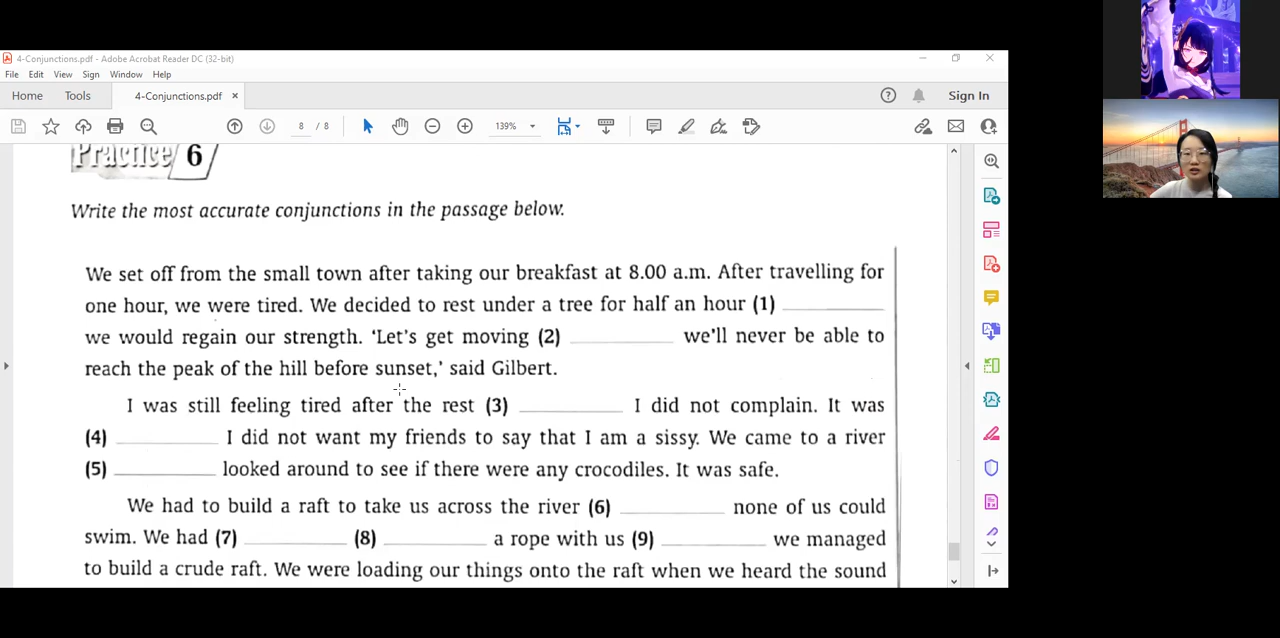 4-Conjunctions.pdf - Adobe Acrobat Reader DC (32-bit)
File Edit View Sign Window Help
Home Tools 4-Conjunctions.pdf × Sign In
8 / 8 139%
Practice 6
Write the most accurate conjunctions in the passage below.
We set off from the small town after taking our breakfast at 8.00 a.m. After travelling for
one hour, we were tired. We decided to rest under a tree for half an hour (1) ________
we would regain our strength. ‘Let’s get moving (2) ________ we’ll never be able to
reach the peak of the hill before sunset,’ said Gilbert.
I was still feeling tired after the rest (3) ________ I did not complain. It was
(4) ________ I did not want my friends to say that I am a sissy. We came to a river
(5) ________ looked around to see if there were any crocodiles. It was safe.
We had to build a raft to take us across the river (6) ________ none of us could
swim. We had (7) ________ (8) ________ a rope with us (9) ________ we managed
to build a crude raft. We were loading our things onto the raft when we heard the sound